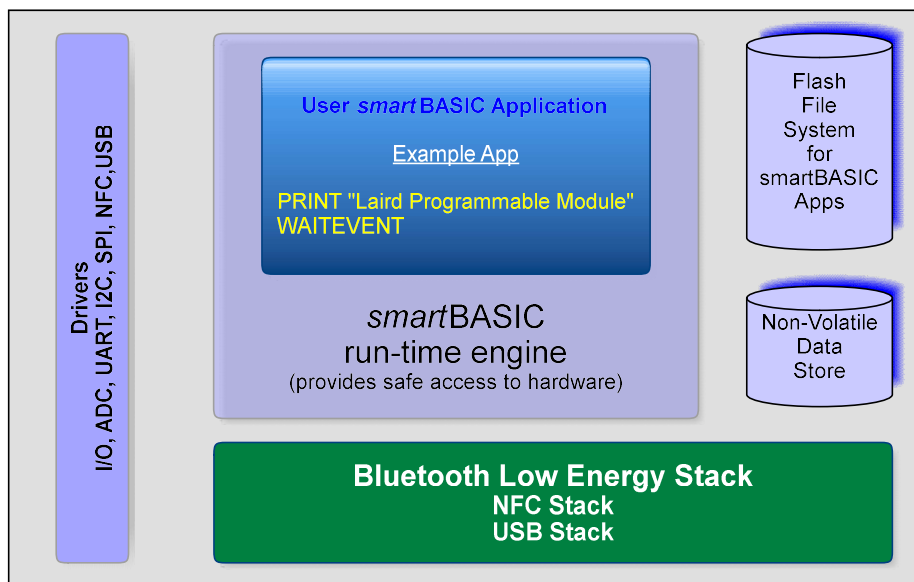 Drivers
I/O, ADC, UART, I2C, SPI, NFC,USB
User smartBASIC Application
Example App
PRINT "Laird Programmable Module"
WAITEVENT
smartBASIC
run-time engine
(provides safe access to hardware)
Flash
File
System
for
smartBASIC
Apps
Non-Volatile
Data
Store
Bluetooth Low Energy Stack
NFC Stack
USB Stack